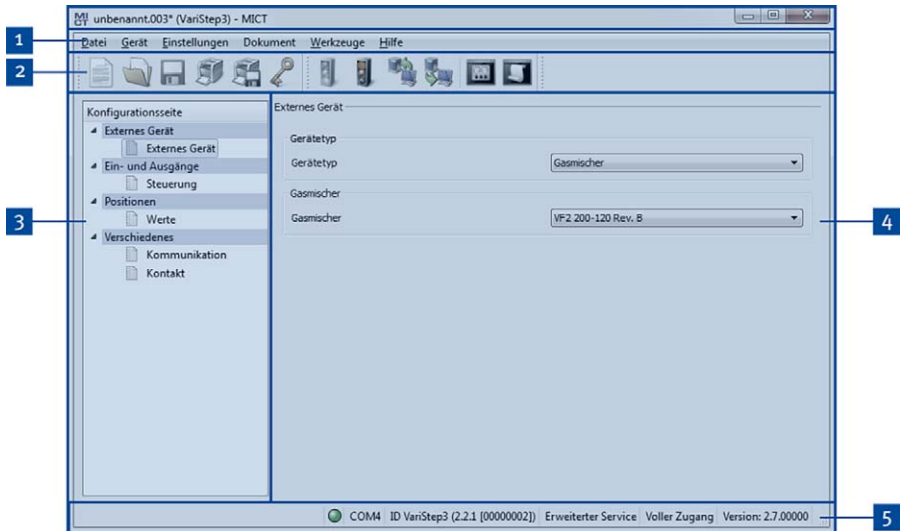 MICT unbenannt.003* (VariStep3) - MICT
1
Datei Gerät Einstellungen Dokument Werkzeuge Hilfe
2
Konfigurationsseite
Externes Gerät
Externes Gerät
Ein- und Ausgänge
Steuerung
Positionen
Werte
Verschiedenes
Kommunikation
Kontakt
3
Externes Gerät
Gerätetyp
Gerätetyp Gasmischer
Gasmischer
Gasmischer VF2 200-120 Rev. B
4
COM4 ID VariStep3 (2.2.1 [00000002]) Erweiterter Service Voller Zugang Version: 2.7.00000
5